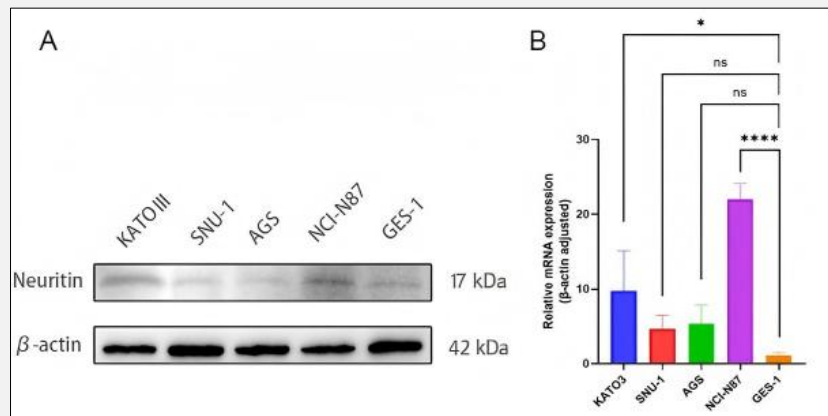 A
KATO III
SNU-1
AGS
NCI-N87
GES-1
Neuritin
17 kDa
β-actin
42 kDa
B
*
ns
ns
****
Relative mRNA expression
(β-actin adjusted)
30
20
10
0
KATO3
SNU-1
AGS
NCI-N87
GES-1